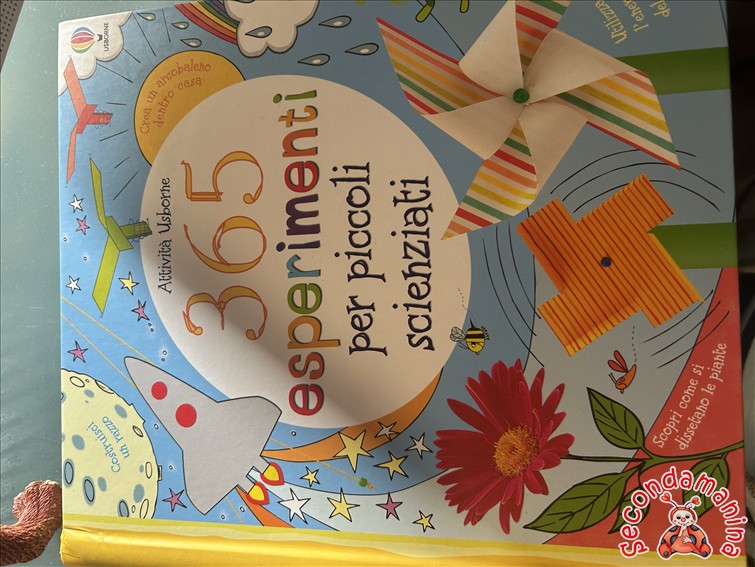 USBORNE
Attività Usborne
365
esperimenti
per piccoli
scienziati
Crea un arcobaleno
dentro casa
Utilizza
l'ener
del
Costruisci
un razzo
Scopri come si
dissetano le piante
secondamanina